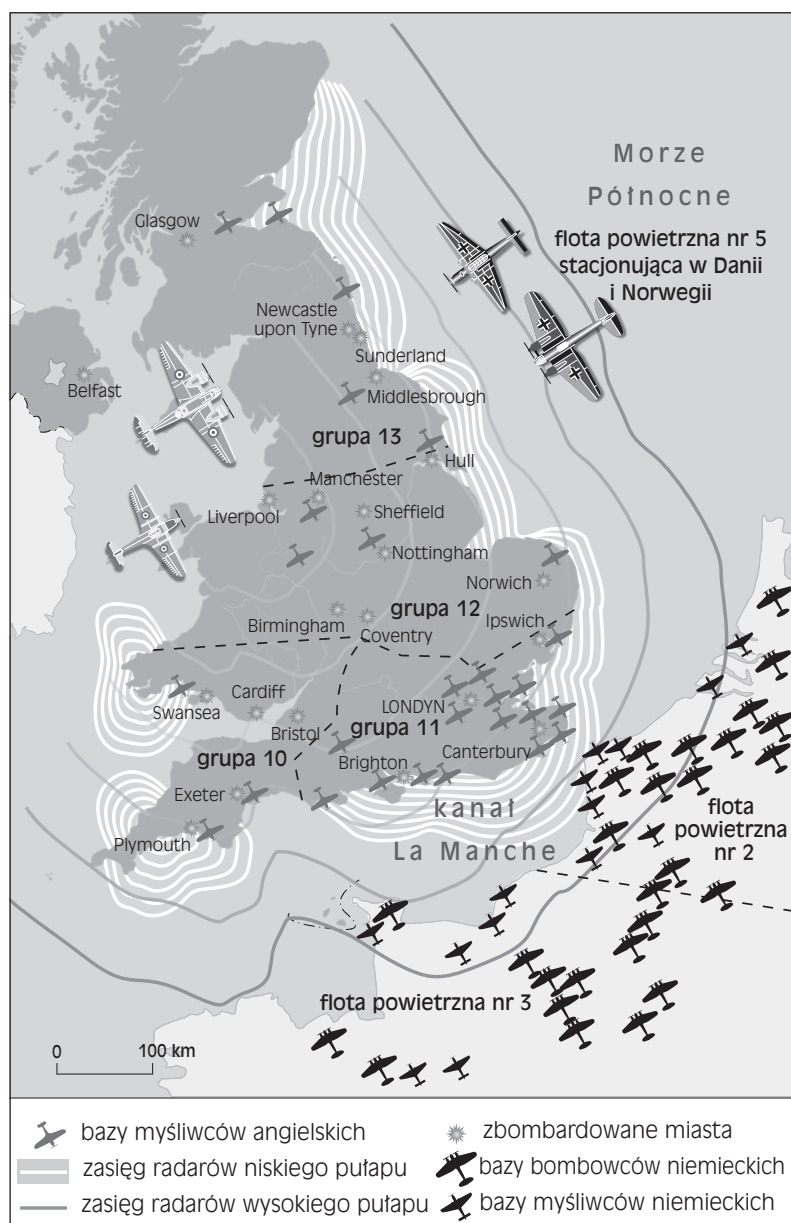 Morze
Północne
flota powietrzna nr 5
stacjonująca w Danii
i Norwegii
Glasgow
Newcastle
upon Tyne
Sunderland
Belfast
Middlesbrough
grupa 13
Hull
Manchester
Liverpool
Sheffield
Nottingham
Norwich
grupa 12
Birmingham
Coventry
Ipswich
Swansea
Cardiff
Bristol
LONDYN
grupa 11
Canterbury
grupa 10
Brighton
Exeter
Plymouth
kanał
La Manche
flota
powietrzna
nr 2
flota powietrzna nr 3
0 100 km
bazy myśliwców angielskich
zbombardowane miasta
zasięg radarów niskiego pułapu
bazy bombowców niemieckich
zasięg radarów wysokiego pułapu
bazy myśliwców niemieckich